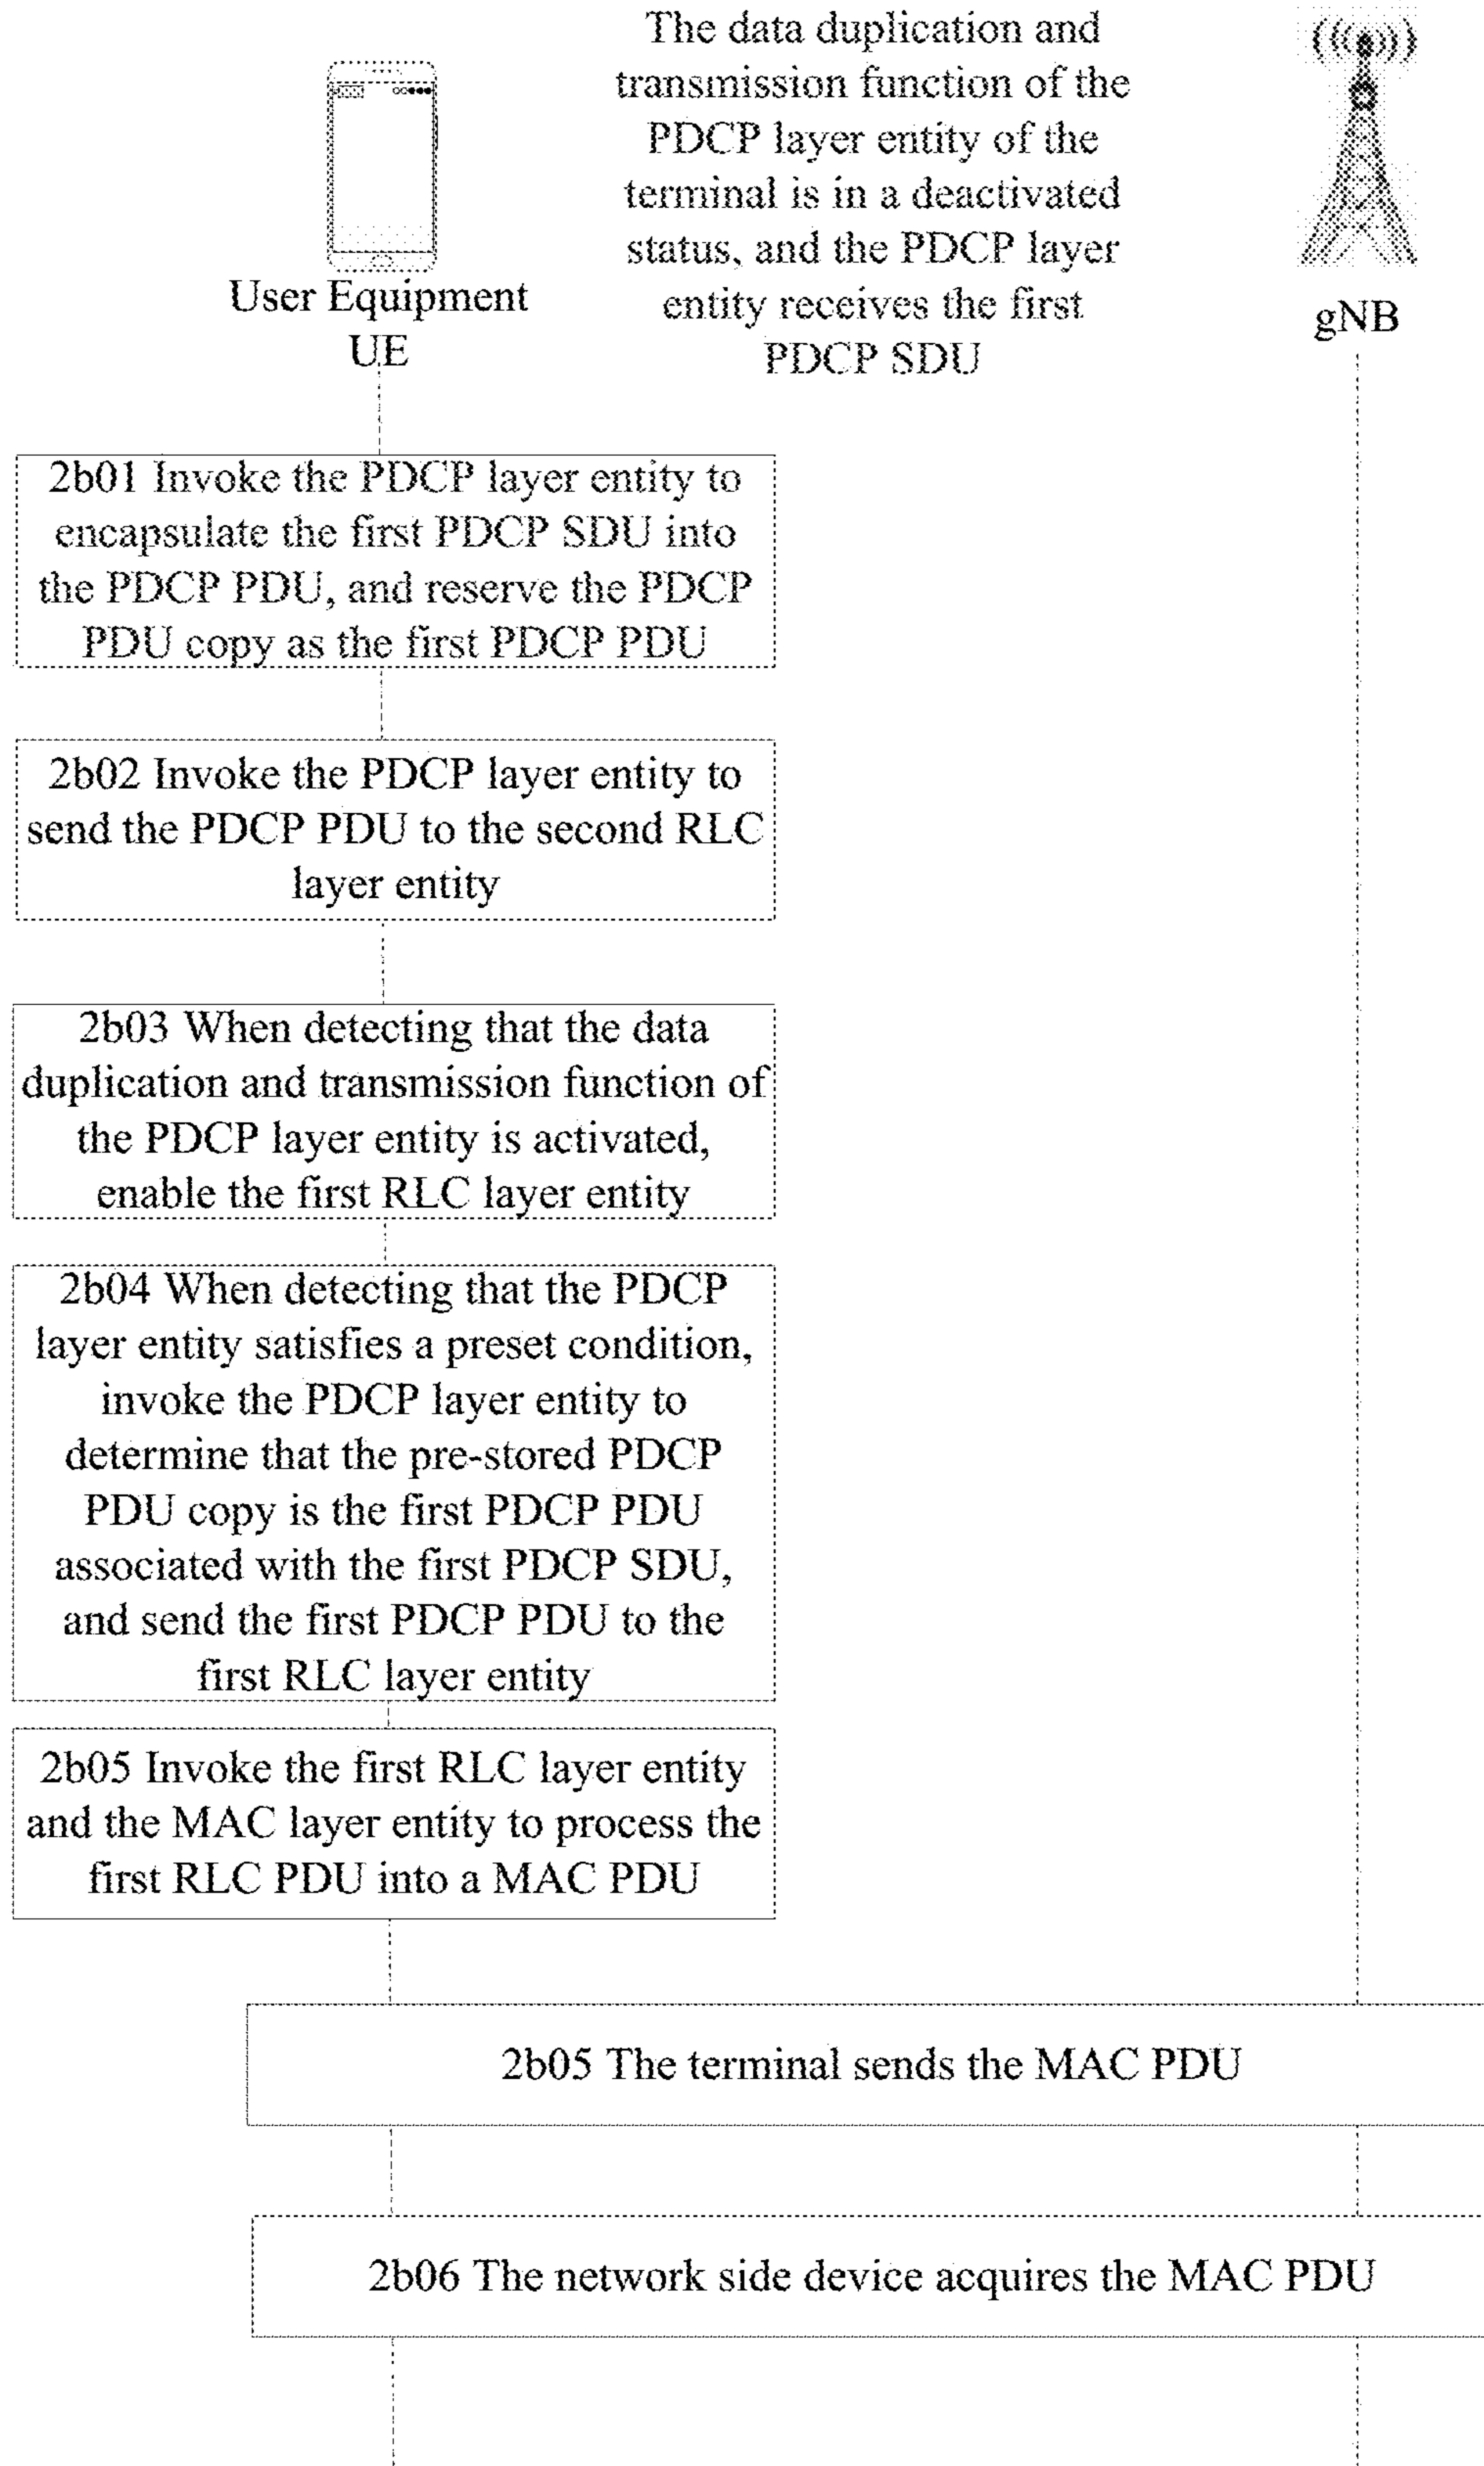 The data duplication and
transmission function of the
PDCP layer entity of the
terminal is in a deactivated
status, and the PDCP layer
entity receives the first
PDCP SDU
User Equipment
UE
gNB
2b01 Invoke the PDCP layer entity to
encapsulate the first PDCP SDU into
the PDCP PDU, and reserve the PDCP
PDU copy as the first PDCP PDU
2b02 Invoke the PDCP layer entity to
send the PDCP PDU to the second RLC
layer entity
2b03 When detecting that the data
duplication and transmission function of
the PDCP layer entity is activated,
enable the first RLC layer entity
2b04 When detecting that the PDCP
layer entity satisfies a preset condition,
invoke the PDCP layer entity to
determine that the pre-stored PDCP
PDU copy is the first PDCP PDU
associated with the first PDCP SDU,
and send the first PDCP PDU to the
first RLC layer entity
2b05 Invoke the first RLC layer entity
and the MAC layer entity to process the
first RLC PDU into a MAC PDU
2b05 The terminal sends the MAC PDU
2b06 The network side device acquires the MAC PDU